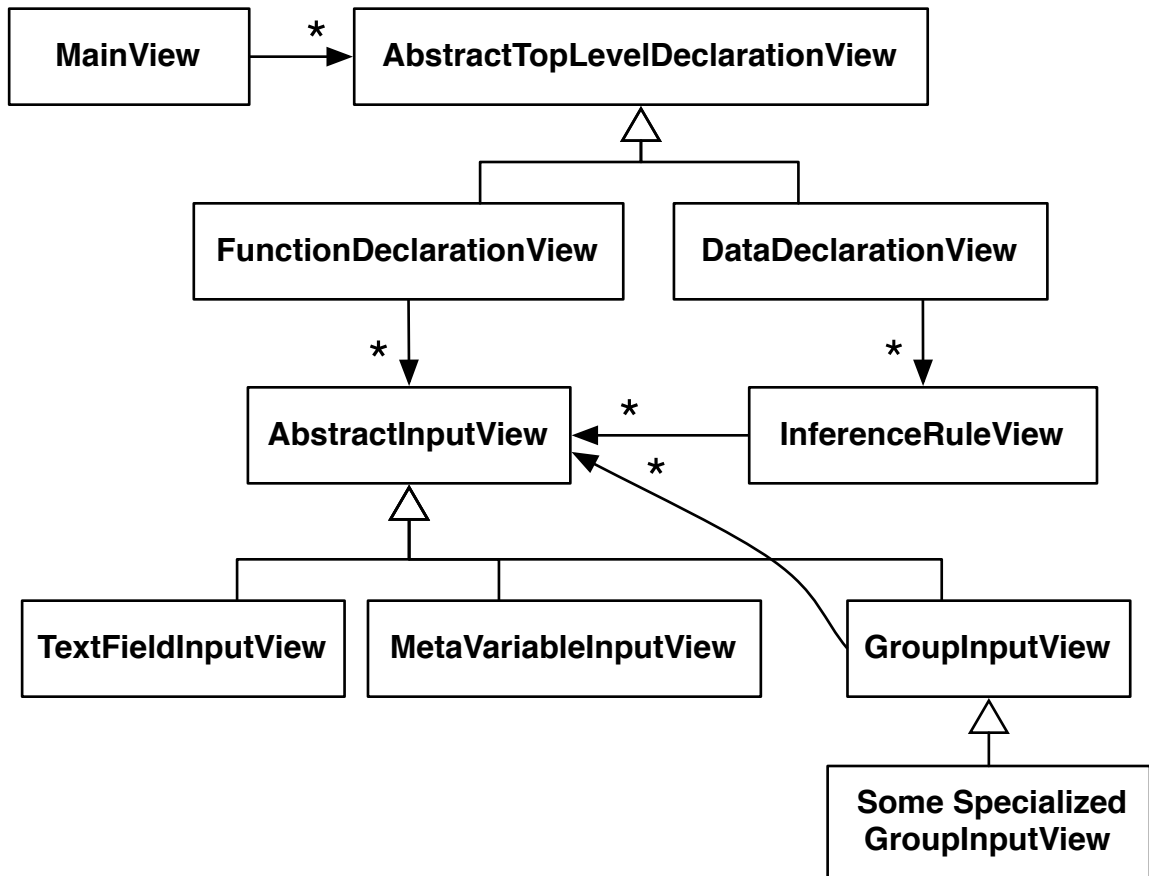 MainView
*
AbstractTopLevelDeclarationView
FunctionDeclarationView
DataDeclarationView
*
*
AbstractInputView
*
*
InferenceRuleView
TextFieldInputView
MetaVariableInputView
GroupInputView
Some Specialized
GroupInputView